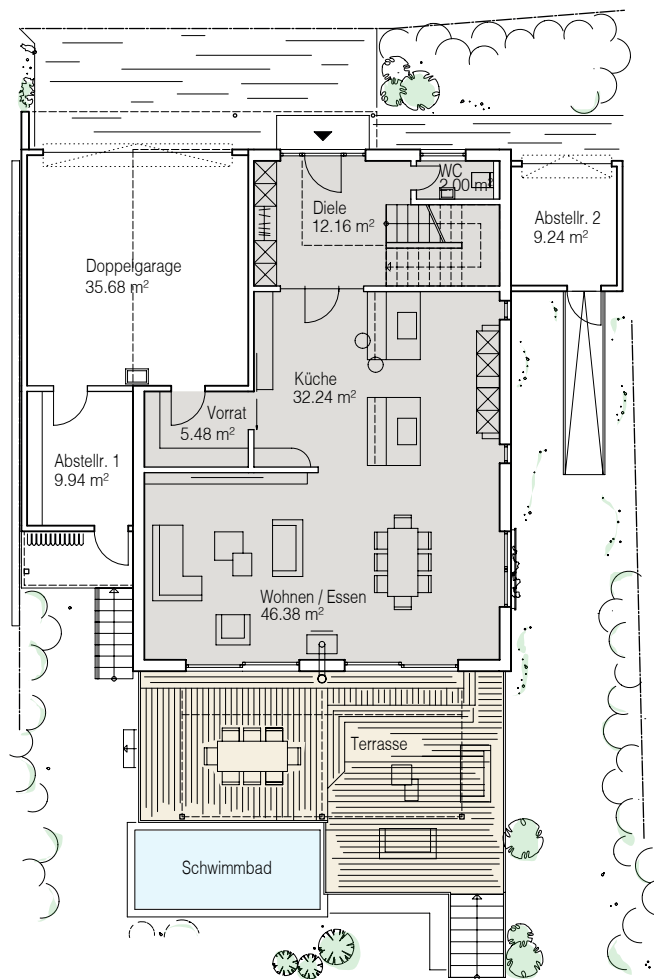 WC
2.00 m²
Diele
12.16 m²
Abstellr. 2
9.24 m²
Doppelgarage
35.68 m²
Küche
32.24 m²
Vorrat
5.48 m²
Abstellr. 1
9.94 m²
Wohnen / Essen
46.38 m²
Terrasse
Schwimmbad